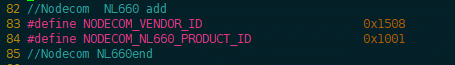 82 //Nodecom  NL660 add
83 #define NODECOM_VENDOR_ID                       0x1508
84 #define NODECOM_NL660_PRODUCT_ID                0x1001
85 //Nodecom NL660end